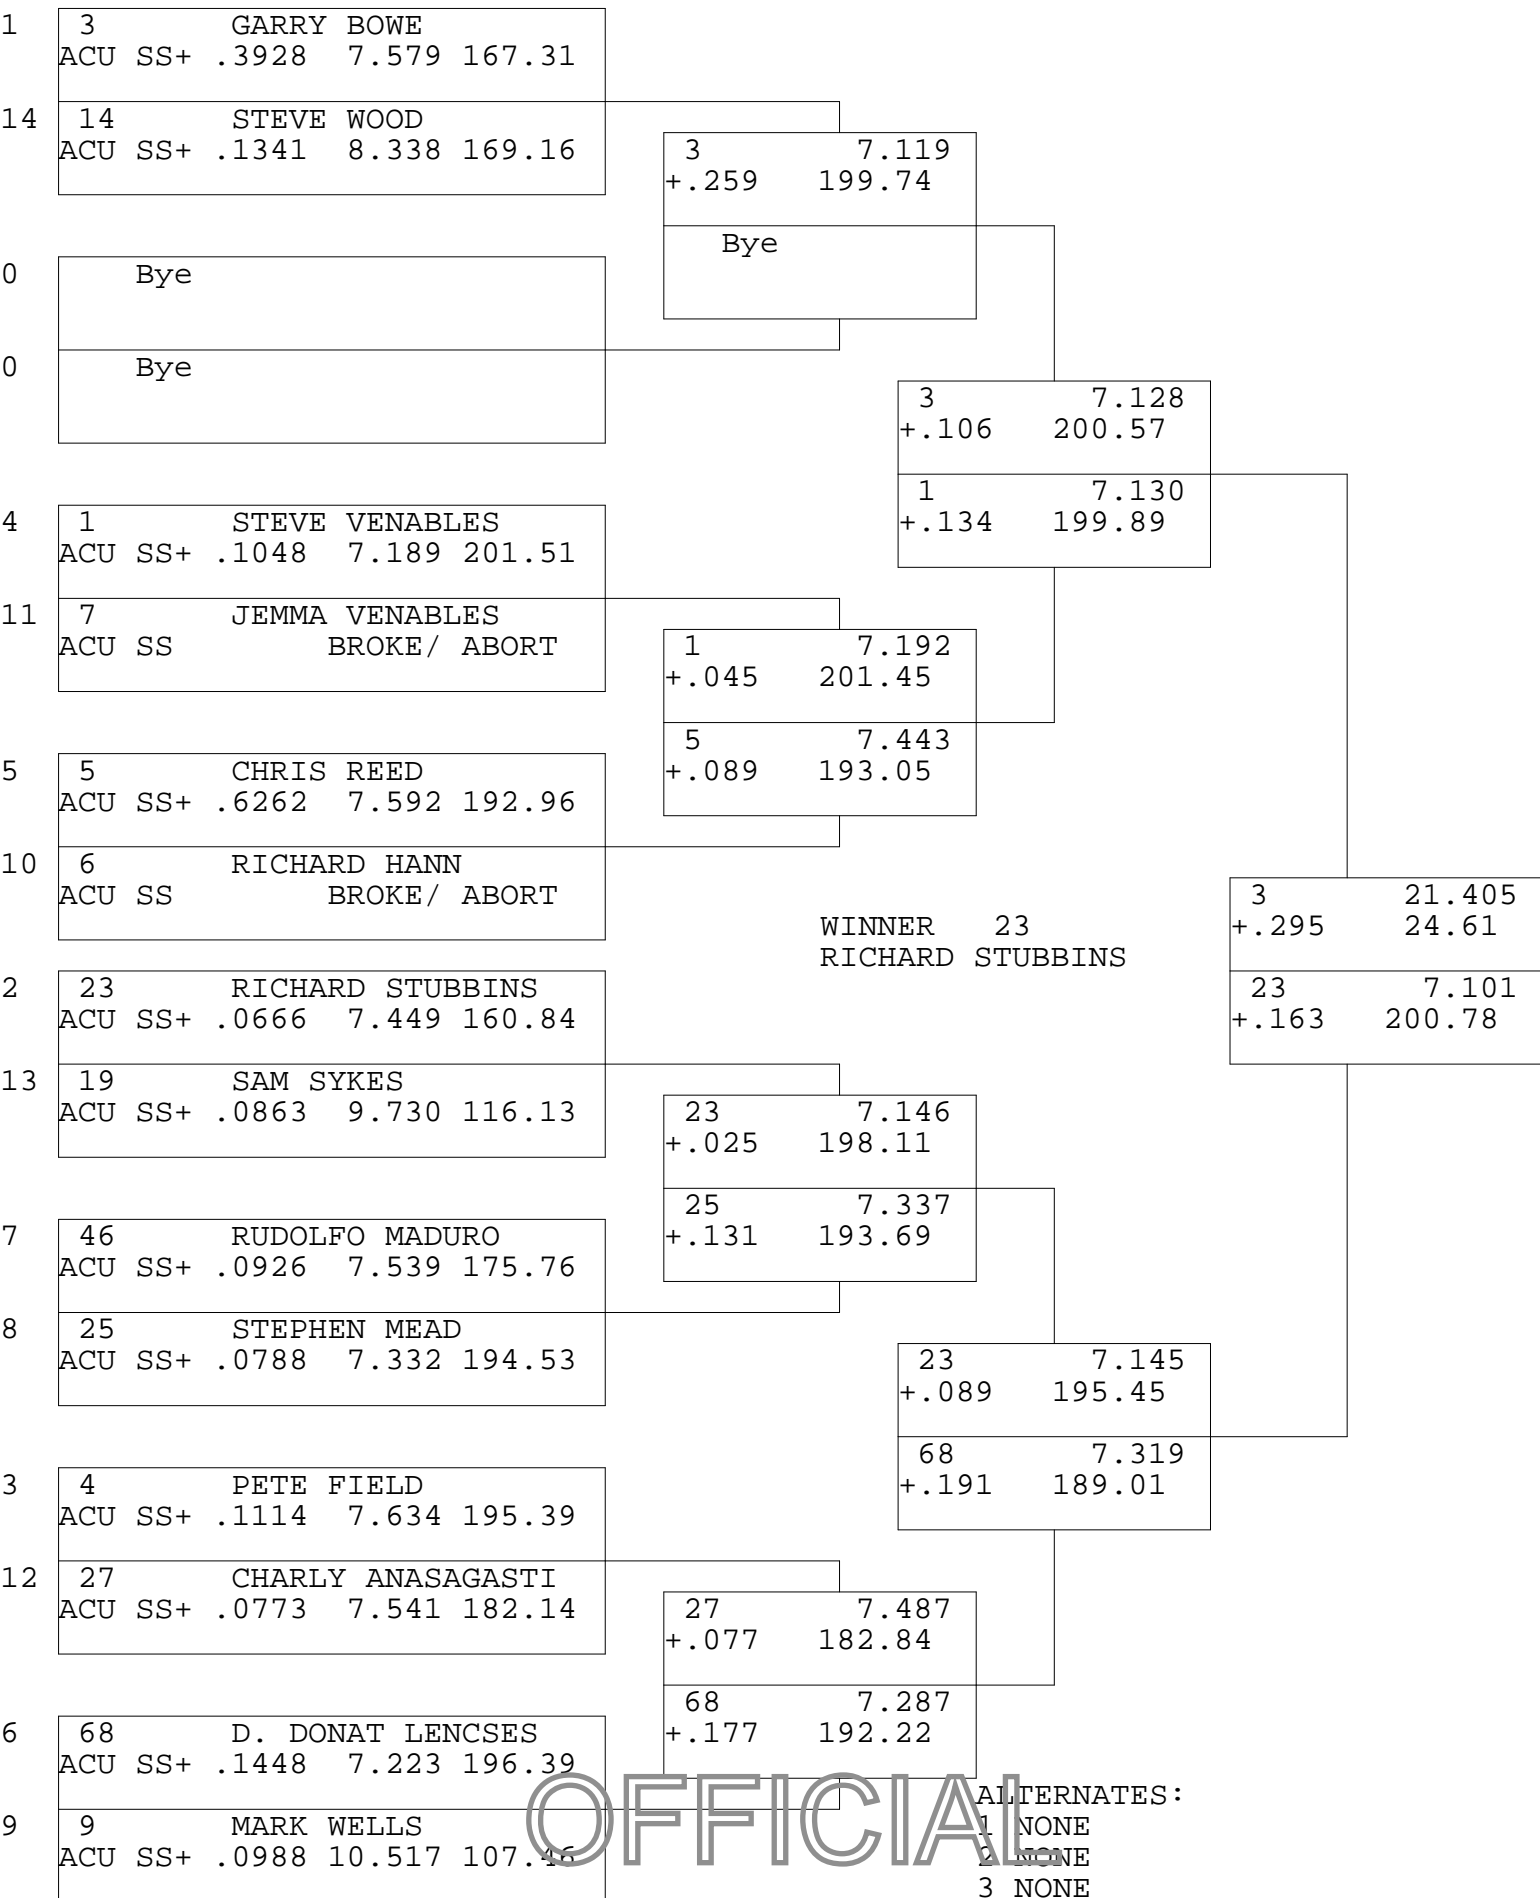 1 3 GARRY BOWE
ACU SS+ .3928 7.579 167.31
14 14 STEVE WOOD
ACU SS+ .1341 8.338 169.16
3 7.119
+.259 199.74
Bye
0 Bye
0 Bye
3 7.128
+.106 200.57
1 7.130
+.134 199.89
4 1 STEVE VENABLES
ACU SS+ .1048 7.189 201.51
11 7 JEMMA VENABLES
ACU SS BROKE/ ABORT
1 7.192
+.045 201.45
5 7.443
+.089 193.05
5 5 CHRIS REED
ACU SS+ .6262 7.592 192.96
10 6 RICHARD HANN
ACU SS BROKE/ ABORT
WINNER 23
RICHARD STUBBINS
3 21.405
+.295 24.61
23 7.101
+.163 200.78
2 23 RICHARD STUBBINS
ACU SS+ .0666 7.449 160.84
13 19 SAM SYKES
ACU SS+ .0863 9.730 116.13
23 7.146
+.025 198.11
25 7.337
+.131 193.69
7 46 RUDOLFO MADURO
ACU SS+ .0926 7.539 175.76
8 25 STEPHEN MEAD
ACU SS+ .0788 7.332 194.53
23 7.145
+.089 195.45
68 7.319
+.191 189.01
3 4 PETE FIELD
ACU SS+ .1114 7.634 195.39
12 27 CHARLY ANASAGASTI
ACU SS+ .0773 7.541 182.14
27 7.487
+.077 182.84
68 7.287
+.177 192.22
6 68 D. DONAT LENCSES
ACU SS+ .1448 7.223 196.39
9 9 MARK WELLS
ACU SS+ .0988 10.517 107.46
OFFICIAL
ALTERNATES:
1 NONE
2 NONE
3 NONE